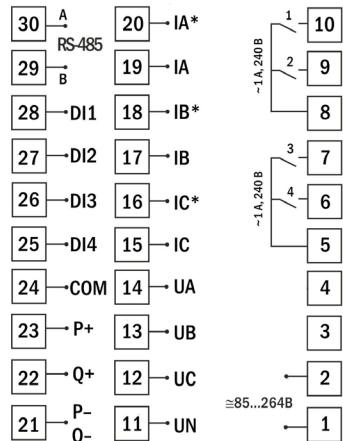 30 A 20 IA* 1 10
RS-485
29 B 19 IA 2 9
~1 A, 240 В
28 DI1 18 IB* 8
27 DI2 17 IB 3 7
26 DI3 16 IC* 4 6
~1 A, 240 В
25 DI4 15 IC 5
24 COM 14 UA 4
23 P+ 13 UB 3
22 Q+ 12 UC 2
≅85...264В
21 P– 11 UN 1
Q–